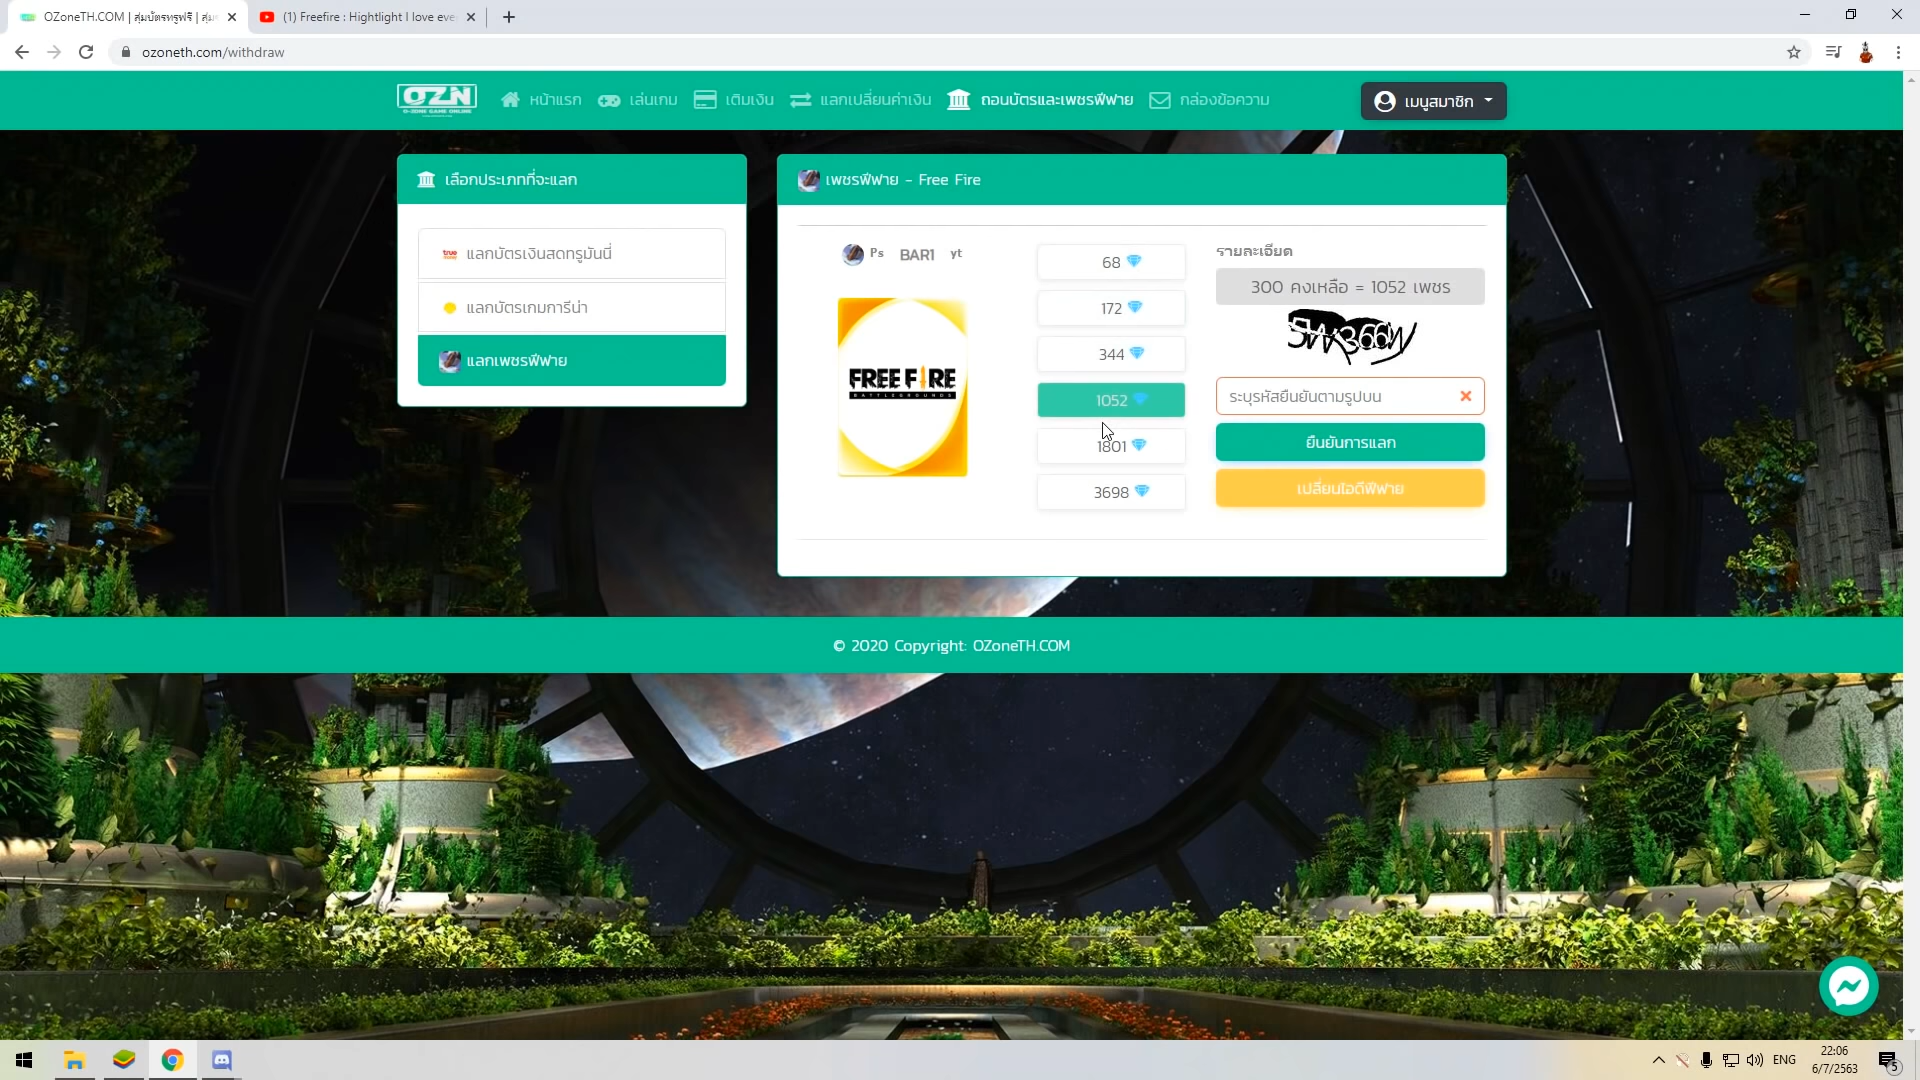 OZoneTH.COM | สุ่มบัตรทรูฟรี | สุ่ม
(1) Freefire : Hightlight I love eve
ozoneth.com/withdraw
OZN
O-ZONE GAME ONLINE
หน้าแรก
เล่นเกม
เติมเงิน
แลกเปลี่ยนค่าเงิน
ถอนบัตรและเพชรฟีฟาย
กล่องข้อความ
เมนูสมาชิก
เลือกประเภทที่จะแลก
true
แลกบัตรเงินสดทรูมันนี่
แลกบัตรเกมการีน่า
แลกเพชรฟีฟาย
เพชรฟีฟาย - Free Fire
Ps BAR1 yt
FREE FIRE
BATTLEGROUNDS
68
172
344
1052
1801
3698
รายละเอียด
300 คงเหลือ = 1052 เพชร
ระบุรหัสยืนยันตามรูปบน
ยืนยันการแลก
เปลี่ยนไอดีฟีฟาย
© 2020 Copyright: OZoneTH.COM
ENG
22:06
6/7/2563
5